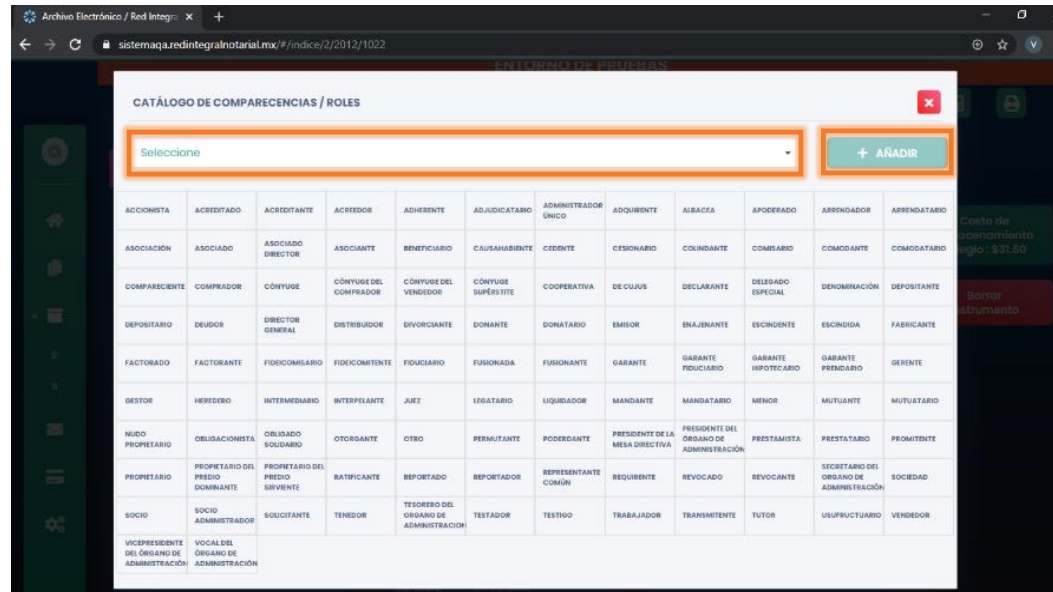 Archivo Electrónico / Red Integra
sistemaqa.redintegralnotarial.mx/#/indice/2/2012/1022
V
ENTORNO DE PRUEBAS
CATÁLOGO DE COMPARECENCIAS / ROLES
Seleccione
+ AÑADIR
ACCIONISTA ACREDITADO ACREDITANTE ACREEDOR ADHERENTE ADJUDICATARIO ADMINISTRADOR ÚNICO ADQUIRENTE ALBACEA APODERADO ARRENDADOR ARRENDATARIO
ASOCIACIÓN ASOCIADO ASOCIADO DIRECTOR ASOCIANTE BENEFICIARIO CAUSAHABIENTE CEDENTE CESIONARIO COLINDANTE COMISARIO COMODANTE COMODATARIO
COMPARECIENTE COMPRADOR CÓNYUGE CÓNYUGE DEL COMPRADOR CÓNYUGE DEL VENDEDOR CÓNYUGE SUPÉRSTITE COOPERATIVA DE CUJUS DECLARANTE DELEGADO ESPECIAL DENOMINACIÓN DEPOSITANTE
DEPOSITARIO DEUDOR DIRECTOR GENERAL DISTRIBUIDOR DIVORCIANTE DONANTE DONATARIO EMISOR ENAJENANTE ESCINDENTE ESCINDIDA FABRICANTE
FACTORADO FACTORANTE FIDEICOMISARIO FIDEICOMITENTE FIDUCIARIO FUSIONADA FUSIONANTE GARANTE GARANTE FIDUCIARIO GARANTE HIPOTECARIO GARANTE PRENDARIO GERENTE
GESTOR HEREDERO INTERMEDIARIO INTERPELANTE JUEZ LEGATARIO LIQUIDADOR MANDANTE MANDATARIO MENOR MUTUANTE MUTUATARIO
NUDO PROPIETARIO OBLIGACIONISTA OBLIGADO SOLIDARIO OTORGANTE OTRO PERMUTANTE PODERDANTE PRESIDENTE DE LA MESA DIRECTIVA PRESIDENTE DEL ÓRGANO DE ADMINISTRACIÓN PRESTAMISTA PRESTATARIO PROMITENTE
PROPIETARIO PROPIETARIO DEL PREDIO DOMINANTE PROPIETARIO DEL PREDIO SIRVIENTE RATIFICANTE REPORTADO REPORTADOR REPRESENTANTE COMÚN REQUIRENTE REVOCADO REVOCANTE SECRETARIO DEL ORGANO DE ADMINISTRACIÓN SOCIEDAD
SOCIO SOCIO ADMINISTRADOR SOLICITANTE TENEDOR TESORERO DEL ORGANO DE ADMINISTRACION TESTADOR TESTIGO TRABAJADOR TRANSMITENTE TUTOR USUFRUCTUARIO VENDEDOR
VICEPRESIDENTE DEL ÓRGANO DE ADMINISTRACIÓN VOCAL DEL ÓRGANO DE ADMINISTRACIÓN
Costo de
: $31.50
Borrar